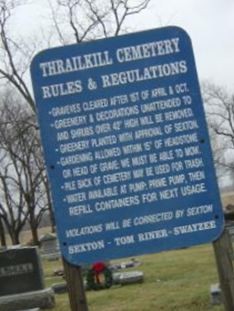 THRAILKILL CEMETERY
RULES & REGULATIONS
• GRAVEVES CLEARED AFTER 1ST OF APRIL & OCT.
• GREENERY & DECORATIONS UNATTENDED TO
AND SHRUBS OVER 42" HIGH WILL BE REMOVED.
• GREENERY PLANTED WITH APPROVAL OF SEXTON.
• GARDENING ALLOWED WITHIN 15" OF HEADSTONE
OR HEAD OF GRAVE. WE MUST BE ABLE TO MOW.
• PILE BACK OF CEMETERY MAY BE USED FOR TRASH.
• WATER AVAILABLE AT PUMP: PRIME PUMP, THEN
REFILL CONTAINERS FOR NEXT USAGE.
VIOLATIONS WILL BE CORRECTED BY SEXTON
SEXTON - TOM RINER - SWAYZEE